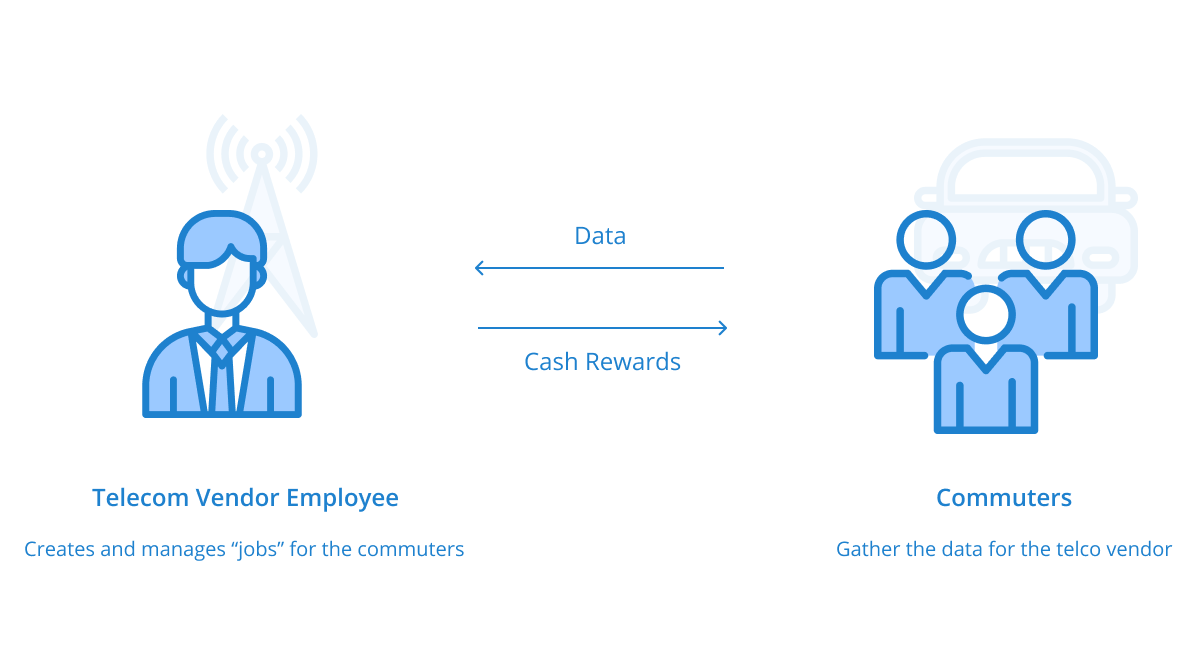 Data
Cash Rewards
Telecom Vendor Employee
Commuters
Creates and manages “jobs” for the commuters
Gather the data for the telco vendor